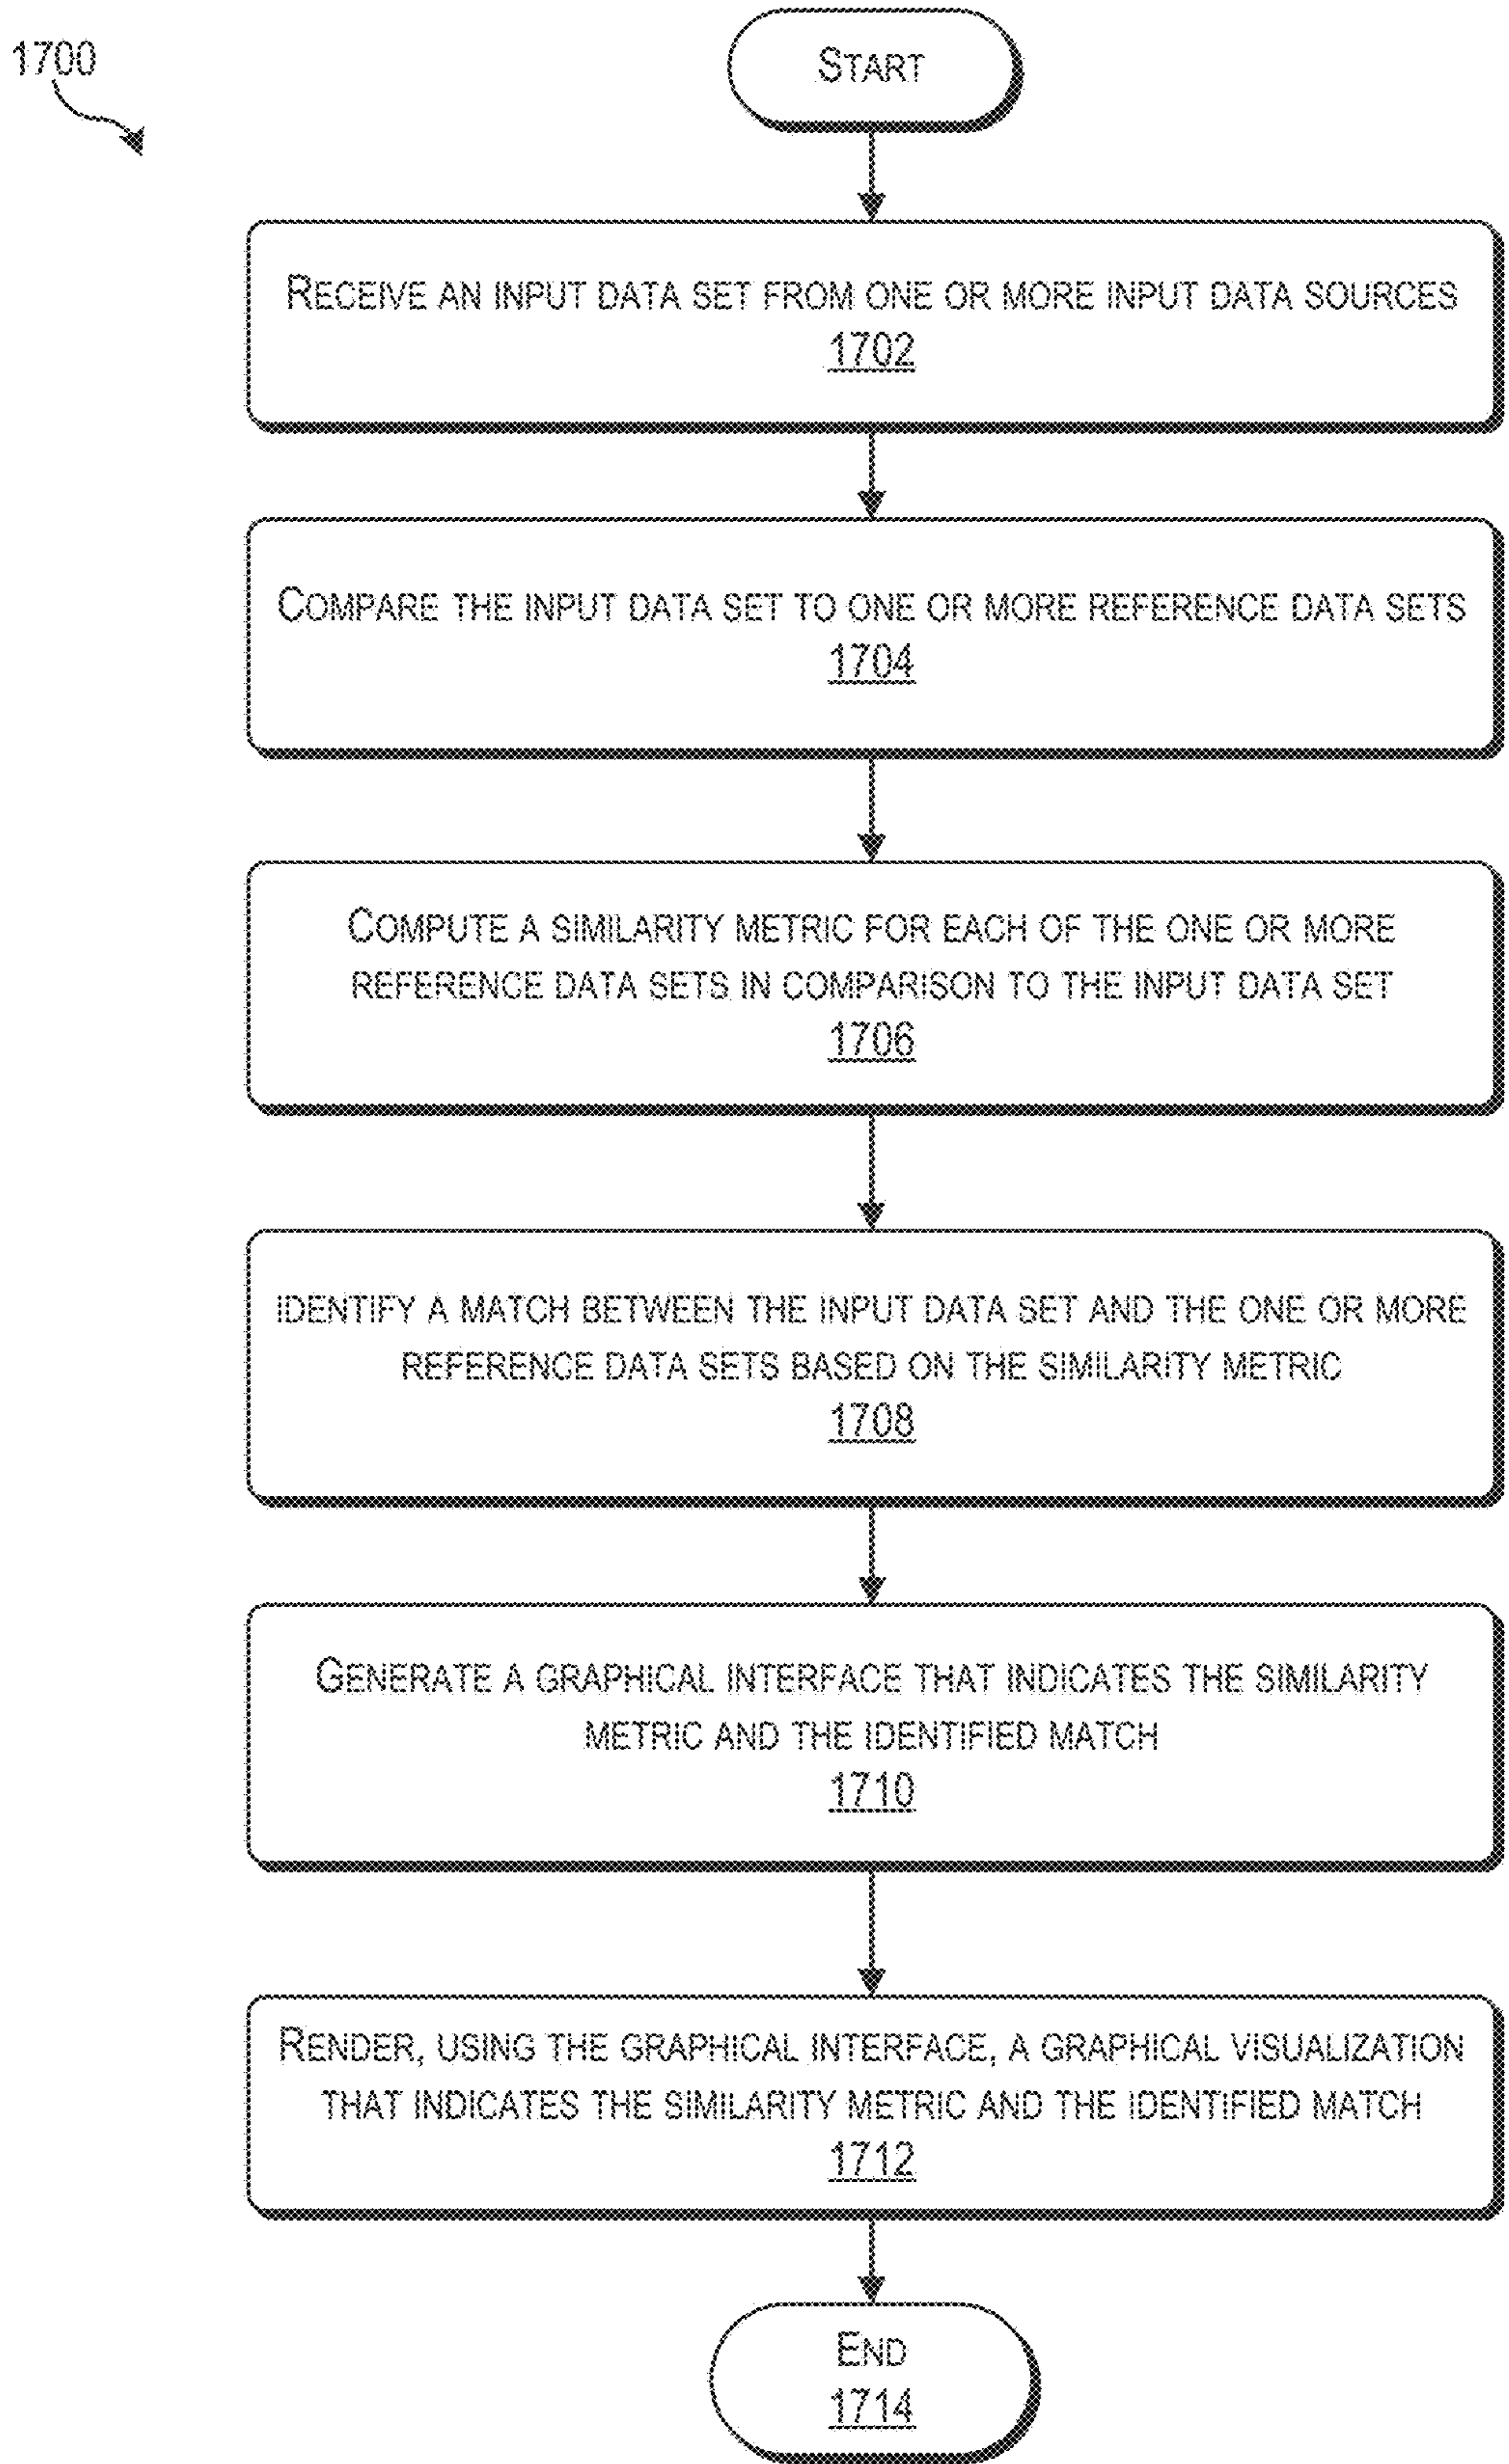 1700
START
RECEIVE AN INPUT DATA SET FROM ONE OR MORE INPUT DATA SOURCES
1702
COMPARE THE INPUT DATA SET TO ONE OR MORE REFERENCE DATA SETS
1704
COMPUTE A SIMILARITY METRIC FOR EACH OF THE ONE OR MORE
REFERENCE DATA SETS IN COMPARISON TO THE INPUT DATA SET
1706
IDENTIFY A MATCH BETWEEN THE INPUT DATA SET AND THE ONE OR MORE
REFERENCE DATA SETS BASED ON THE SIMILARITY METRIC
1708
GENERATE A GRAPHICAL INTERFACE THAT INDICATES THE SIMILARITY
METRIC AND THE IDENTIFIED MATCH
1710
RENDER, USING THE GRAPHICAL INTERFACE, A GRAPHICAL VISUALIZATION
THAT INDICATES THE SIMILARITY METRIC AND THE IDENTIFIED MATCH
1712
END
1714